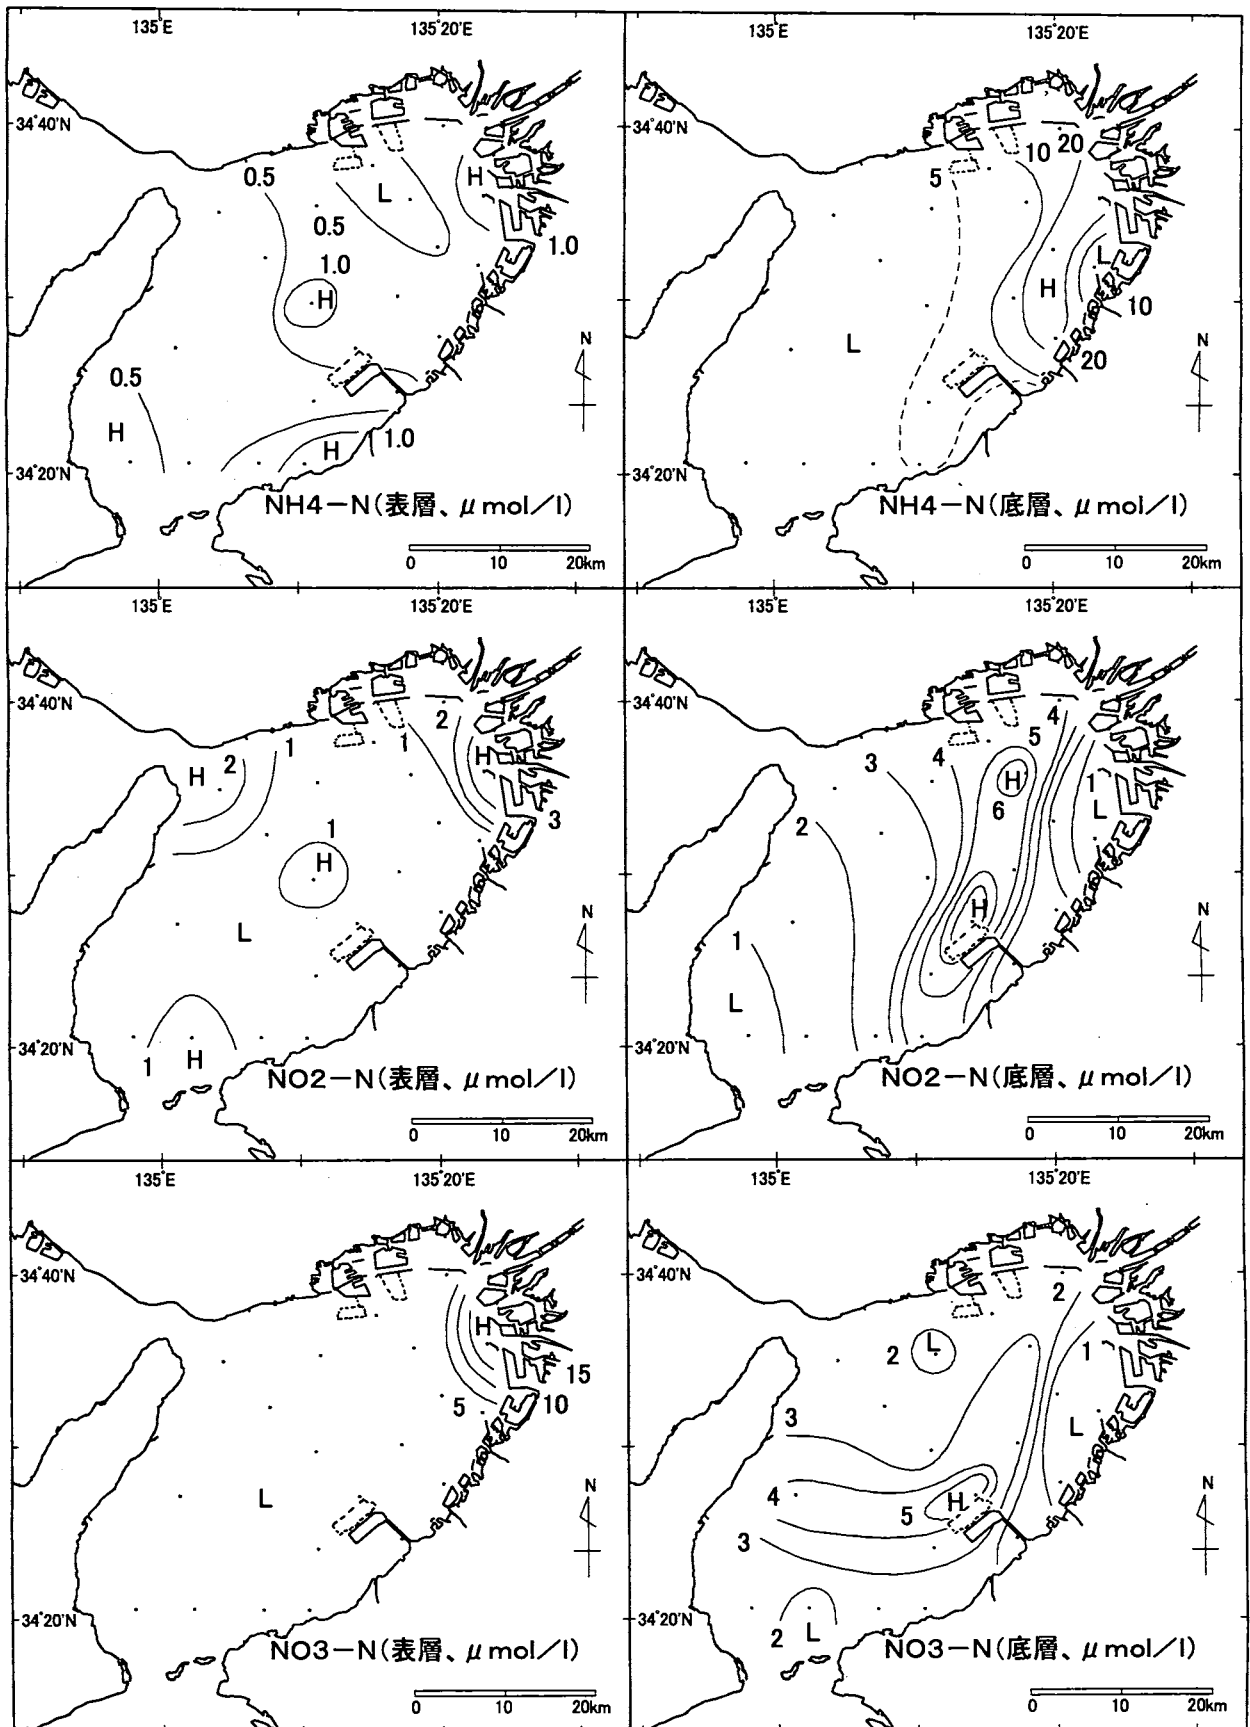 135°E
135°20'E
34°40'N
0.5
L
H
0.5
1.0
1.0
H
N
0.5
H
1.0
H
34°20'N
NH4-N(表層、μmol/l)
0 10 20km
135°E
135°20'E
34°40'N
10 20
5
L
H
10
N
L
20
34°20'N
NH4-N(底層、μmol/l)
0 10 20km
135°E
135°20'E
34°40'N
2
1
1
H
H
2
3
1
H
N
L
34°20'N
1
H
NO2-N(表層、μmol/l)
0 10 20km
135°E
135°20'E
34°40'N
4
5
3
4
H
1
L
6
2
H
N
1
L
34°20'N
NO2-N(底層、μmol/l)
0 10 20km
135°E
135°20'E
34°40'N
H
15
5
10
L
N
34°20'N
NO3-N(表層、μmol/l)
0 10 20km
135°E
135°20'E
34°40'N
2
L
2
1
3
L
N
4
H
5
3
34°20'N
2
L
NO3-N(底層、μmol/l)
0 10 20km